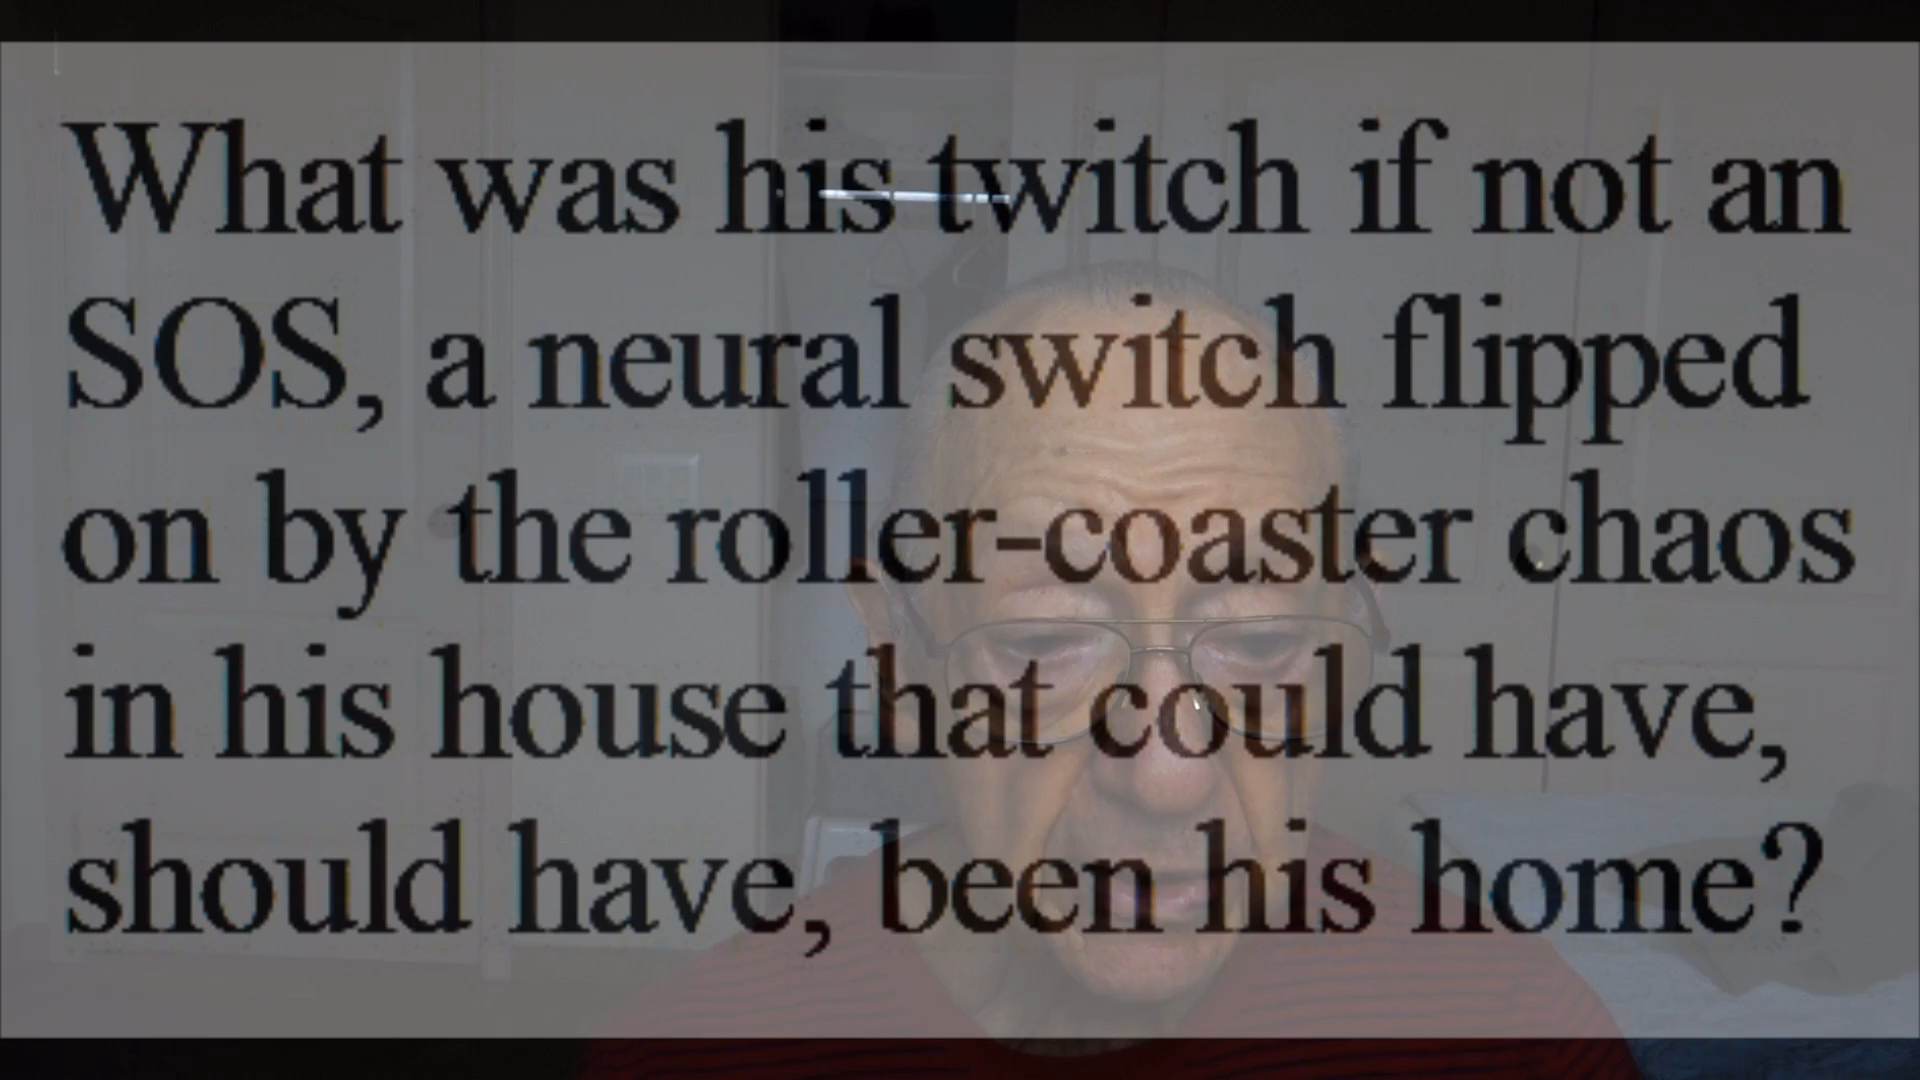 What was his twitch if not an
SOS, a neural switch flipped
on by the roller-coaster chaos
in his house that could have,
should have, been his home?